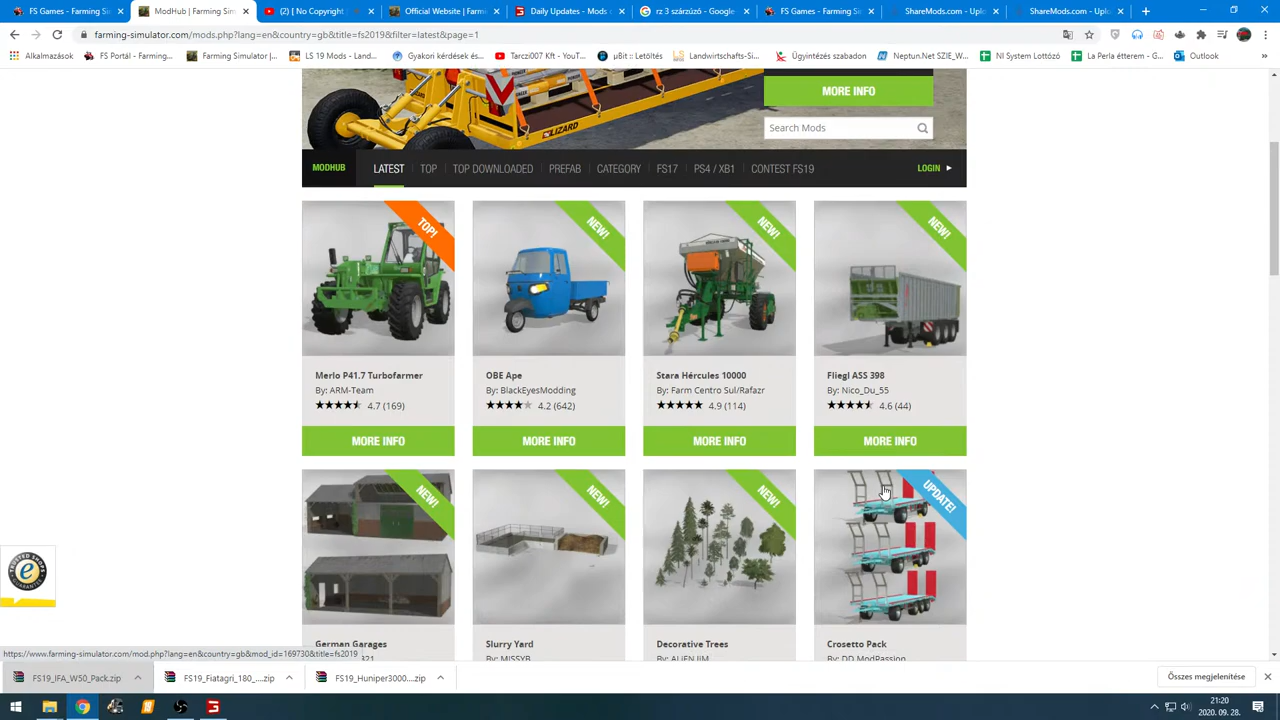 FS Games - Farming Sim
ModHub | Farming Sim
(2) [ No Copyright ]
Official Website | Farming
Daily Updates - Mods
rz 3 szárzúzó - Google
FS Games - Farming Sim
ShareMods.com - Uplo
ShareMods.com - Uplo
farming-simulator.com/mods.php?lang=en&country=gb&title=fs2019&filter=latest&page=1
Alkalmazások
FS Portál - Farming...
Farming Simulator |
LS 19 Mods - Land...
Gyakori kérdések és...
Tarczi007 Kft - YouT...
µBit :: Letöltés
Landwirtschafts-Si...
Ügyintézés szabadon
Neptun.Net SZIE_W...
NI System Lottózó
La Perla étterem - G...
Outlook
»
LIZARD
MORE INFO
Search Mods
MODHUB LATEST TOP TOP DOWNLOADED PREFAB CATEGORY FS17 PS4 / XB1 CONTEST FS19 LOGIN
TOP! NEW! NEW! NEW!
Merlo P41.7 Turbofarmer
By: ARM-Team
4.7 (169)
MORE INFO
OBE Ape
By: BlackEyesModding
4.2 (642)
MORE INFO
Stara Hércules 10000
By: Farm Centro Sul/Rafazr
4.9 (114)
MORE INFO
Fliegl ASS 398
By: Nico_Du_55
4.6 (44)
MORE INFO
NEW! NEW! NEW! UPDATE!
German Garages
Slurry Yard
By: MISSYB
Decorative Trees
By: ALiEN JIM
Crosetto Pack
By: DD ModPassion
https://www.farming-simulator.com/mod.php?lang=en&country=gb&mod_id=169730&title=fs2019
FS19_IFA_W50_Pack.zip
FS19_Fiatagri_180_....zip
FS19_Huniper3000....zip
Összes megjelenítése
21:20
2020. 09. 28.